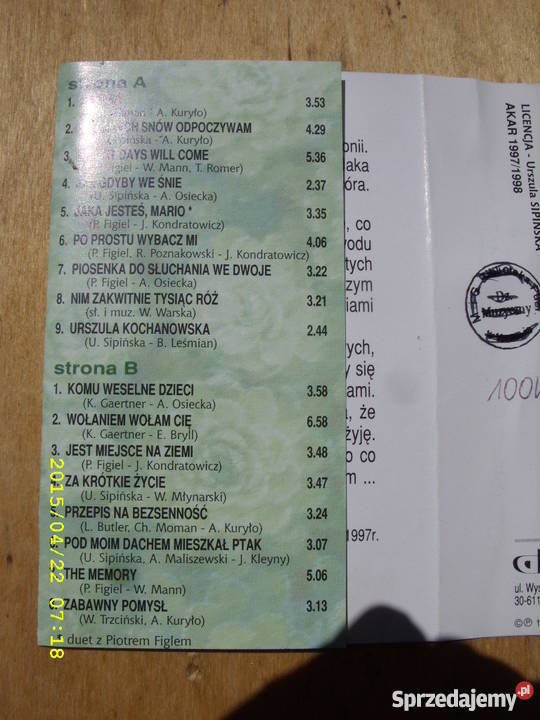 strona A
1. 3.53
- A. Kuryło)
SNÓW ODPOCZYWAM 4.29
- A. Kuryło)
DAYS WILL COME 5.36
Figiel - W. Mann, T. Romer)
GDYBY WE ŚNIE 2.37
(U. Sipińska - A. Osiecka)
5. JAKA JESTEŚ, MARIO * 3.35
(P. Figiel - J. Kondratowicz)
6. PO PROSTU WYBACZ MI 4.06
(P. Figiel, R. Poznakowski - J. Kondratowicz)
7. PIOSENKA DO SŁUCHANIA WE DWOJE 3.22
(P. Figiel - A. Osiecka)
8. NIM ZAKWITNIE TYSIĄC RÓŻ 3.21
(sł. i muz. W. Warska)
9. URSZULA KOCHANOWSKA 2.44
(U. Sipińska - B. Leśmian)
strona B
1. KOMU WESELNE DZIECI 3.58
(K. Gaertner - A. Osiecka)
2. WOŁANIEM WOŁAM CIĘ 6.58
(K. Gaertner - E. Bryll)
3. JEST MIEJSCE NA ZIEMI 3.48
(P. Figiel - J. Kondratowicz)
ZA KRÓTKIE ŻYCIE 3.47
(U. Sipińska - W. Młynarski)
PRZEPIS NA BEZSENNOŚĆ 3.24
(L. Butler, Ch. Moman - A. Kuryło)
POD MOIM DACHEM MIESZKAŁ PTAK 3.07
(U. Sipińska, A. Maliszewski - J. Kleyny)
THE MEMORY 5.06
(P. Figiel - W. Mann)
ZABAWNY POMYSŁ 3.13
(W. Trzciński, A. Kuryło)
* duet z Piotrem Figlem
onii.
laka
óra.
, co
vodu
tych
szym
iami
ych,
y się
ami.
, że
żyję.
o co
m ...
1997r.
LICENCJA - Urszula SIPIŃSKA
AKAR 1997/1998
ul. Wys
30-611
©℗ 1
2015/04/22 07:18
Sprzedajemy
.pl